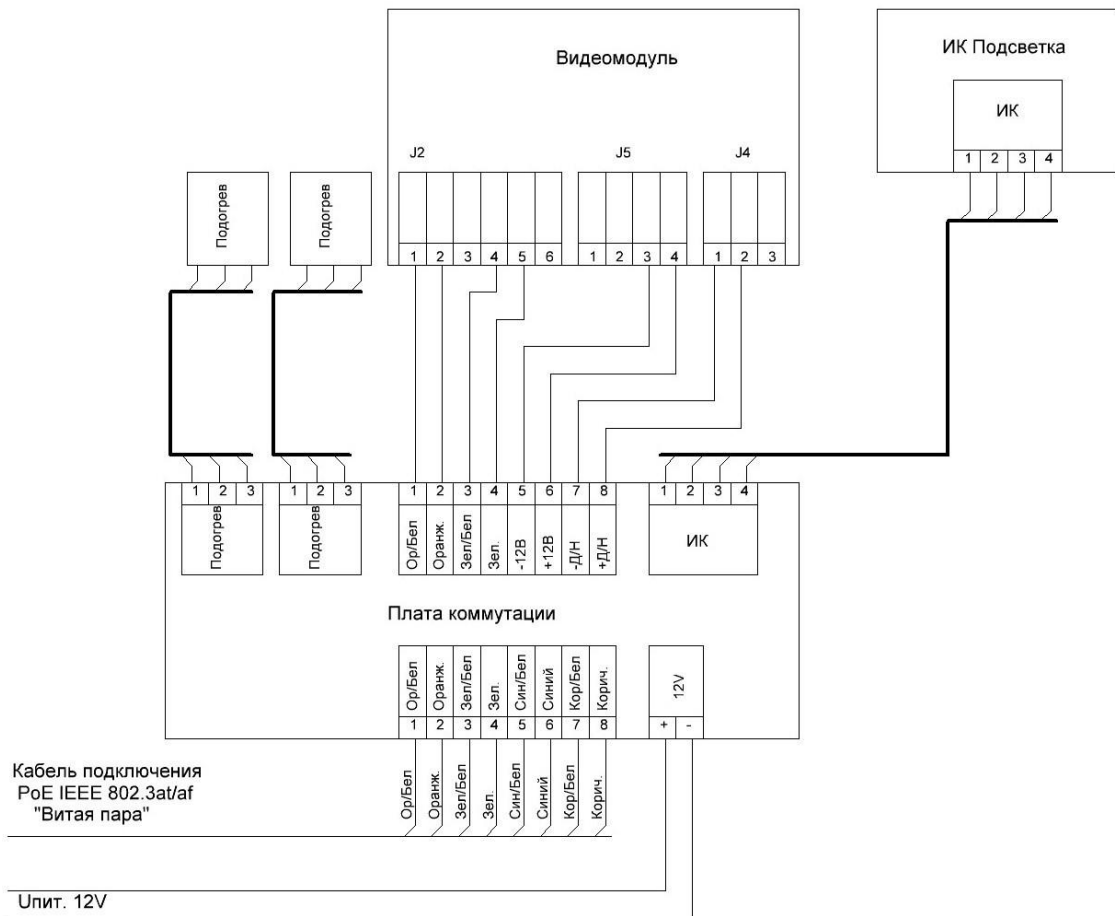 Видеомодуль
ИК Подсветка
ИК
1 2 3 4
J2 J5 J4
Подогрев
Подогрев
1 2 3 4 5 6
1 2 3 4
1 2 3
1 2 3
Подогрев
1 2 3
Подогрев
1 2 3 4 5 6 7 8
Ор/Бел
Оранж.
Зел/Бел
Зел.
-12В
+12В
-Д/Н
+Д/Н
1 2 3 4
ИК
Плата коммутации
Ор/Бел
Оранж.
Зел/Бел
Зел.
Син/Бел
Синий
Кор/Бел
Корич.
1 2 3 4 5 6 7 8
12V
+ -
Кабель подключения
PoE IEEE 802.3at/af
"Витая пара"
Ор/Бел
Оранж.
Зел/Бел
Зел.
Син/Бел
Синий
Кор/Бел
Корич.
Uпит. 12V